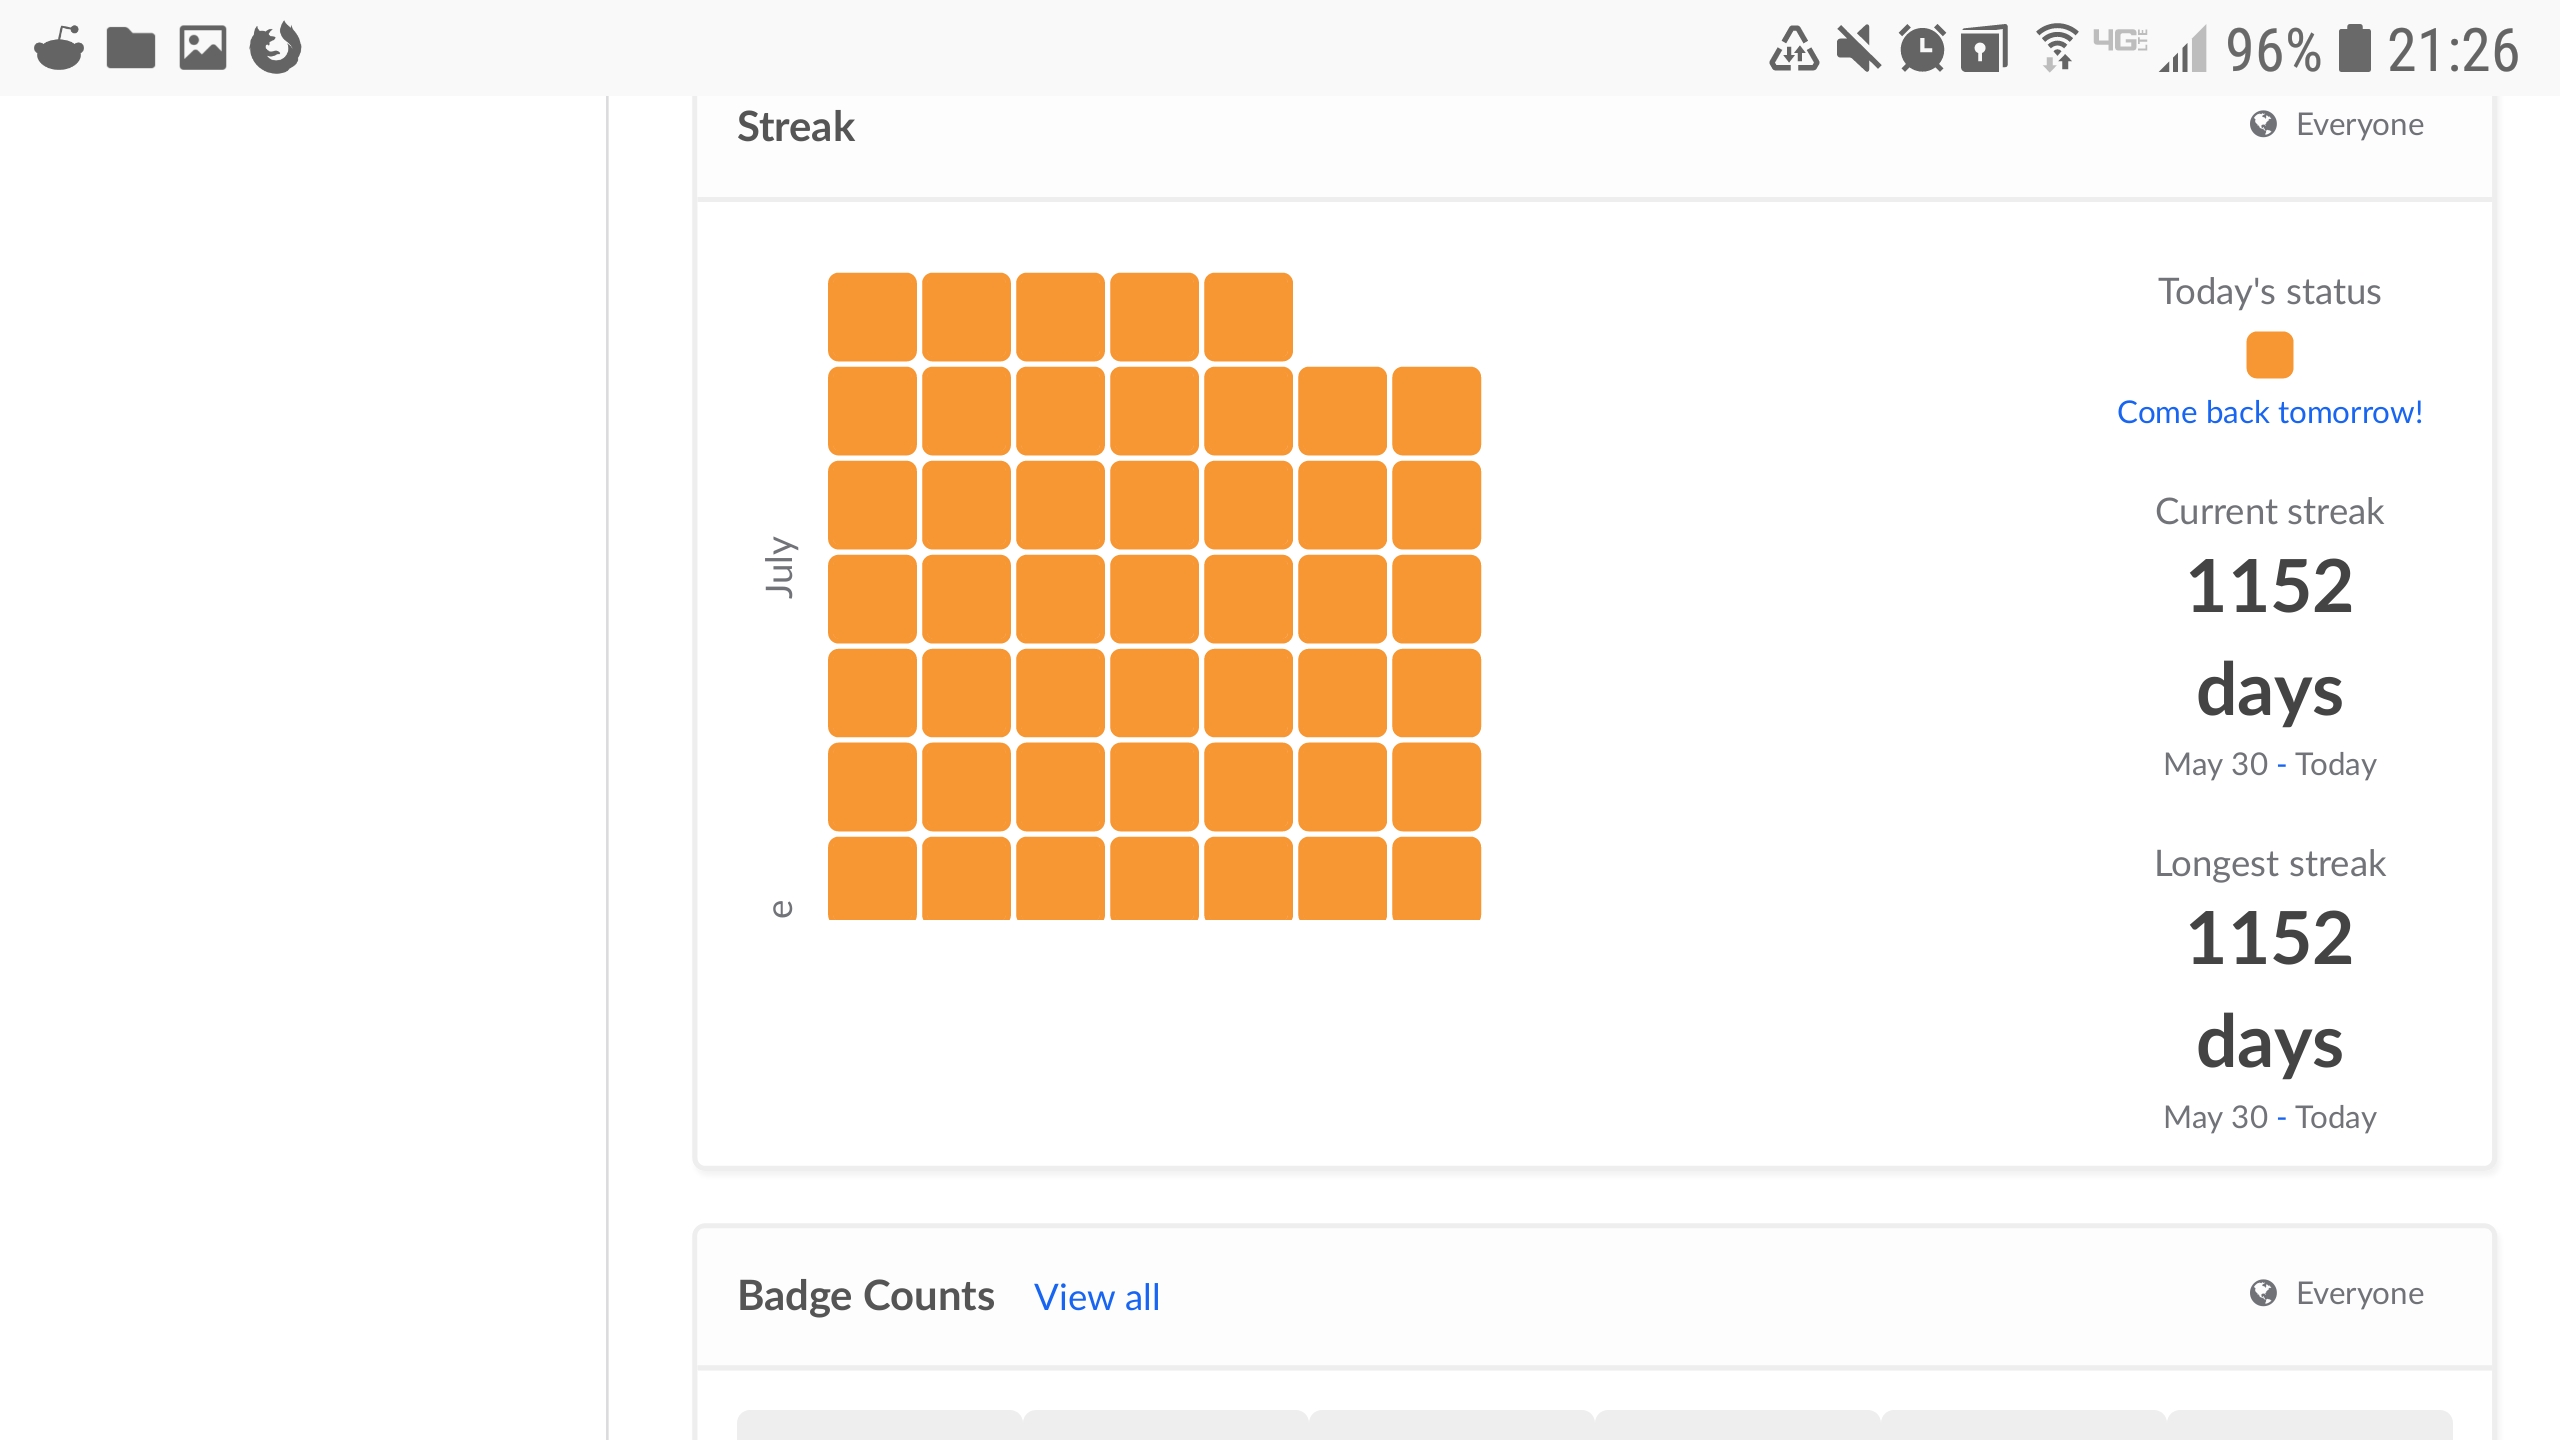 4G LTE 96% 21:26
Streak
Everyone
Today's status
Come back tomorrow!
July
Current streak
1152
days
May 30 - Today
e
Longest streak
1152
days
May 30 - Today
Badge Counts View all
Everyone